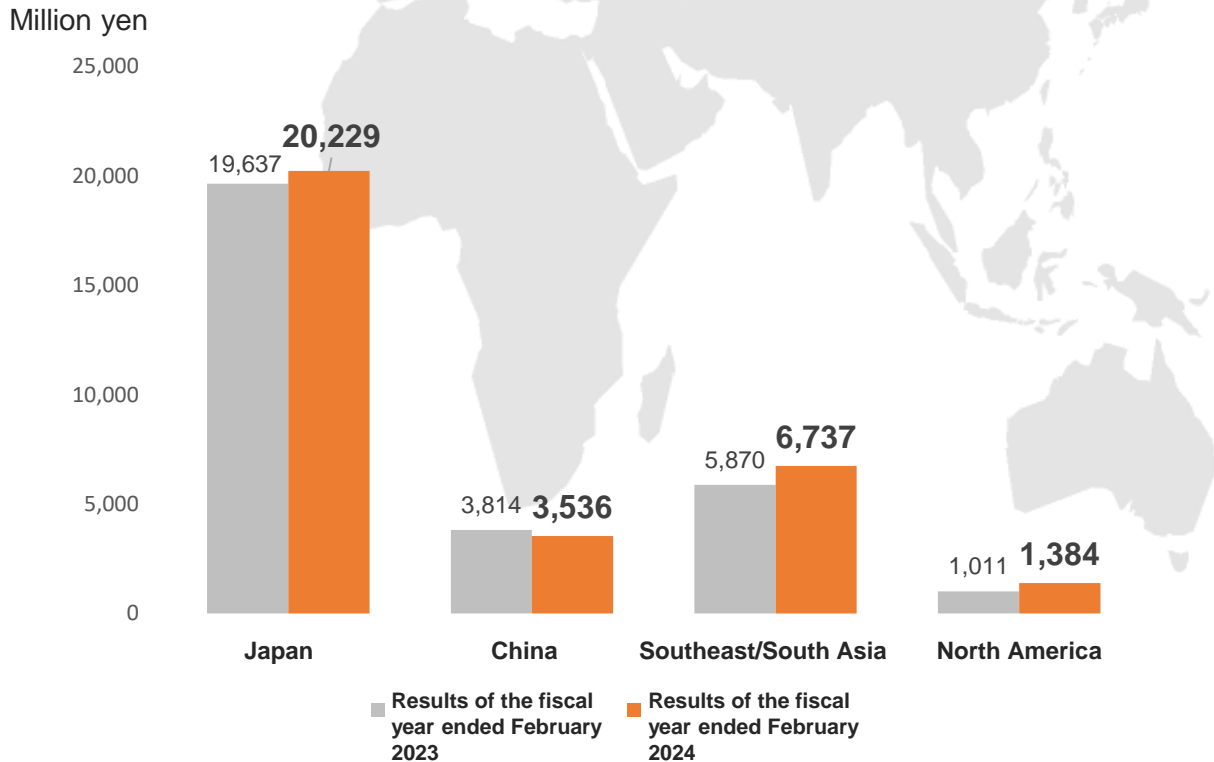 Million yen
25,000
20,000
15,000
10,000
5,000
0
19,637
20,229
3,814
3,536
5,870
6,737
1,011
1,384
Japan
China
Southeast/South Asia
North America
Results of the fiscal
year ended February
2023
Results of the fiscal
year ended February
2024